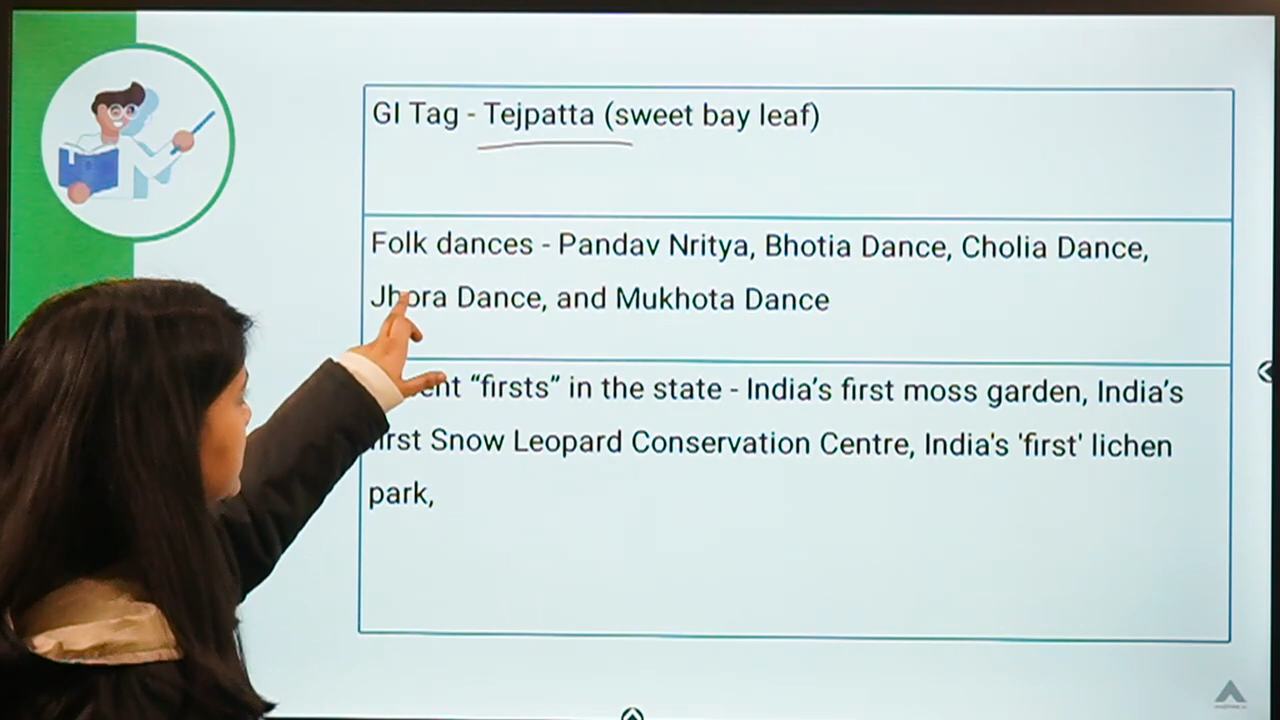 GI Tag - Tejpatta (sweet bay leaf)
Folk dances - Pandav Nritya, Bhotia Dance, Cholia Dance,
Jhora Dance, and Mukhota Dance
"firsts" in the state - India's first moss garden, India's
first Snow Leopard Conservation Centre, India's 'first' lichen
park,